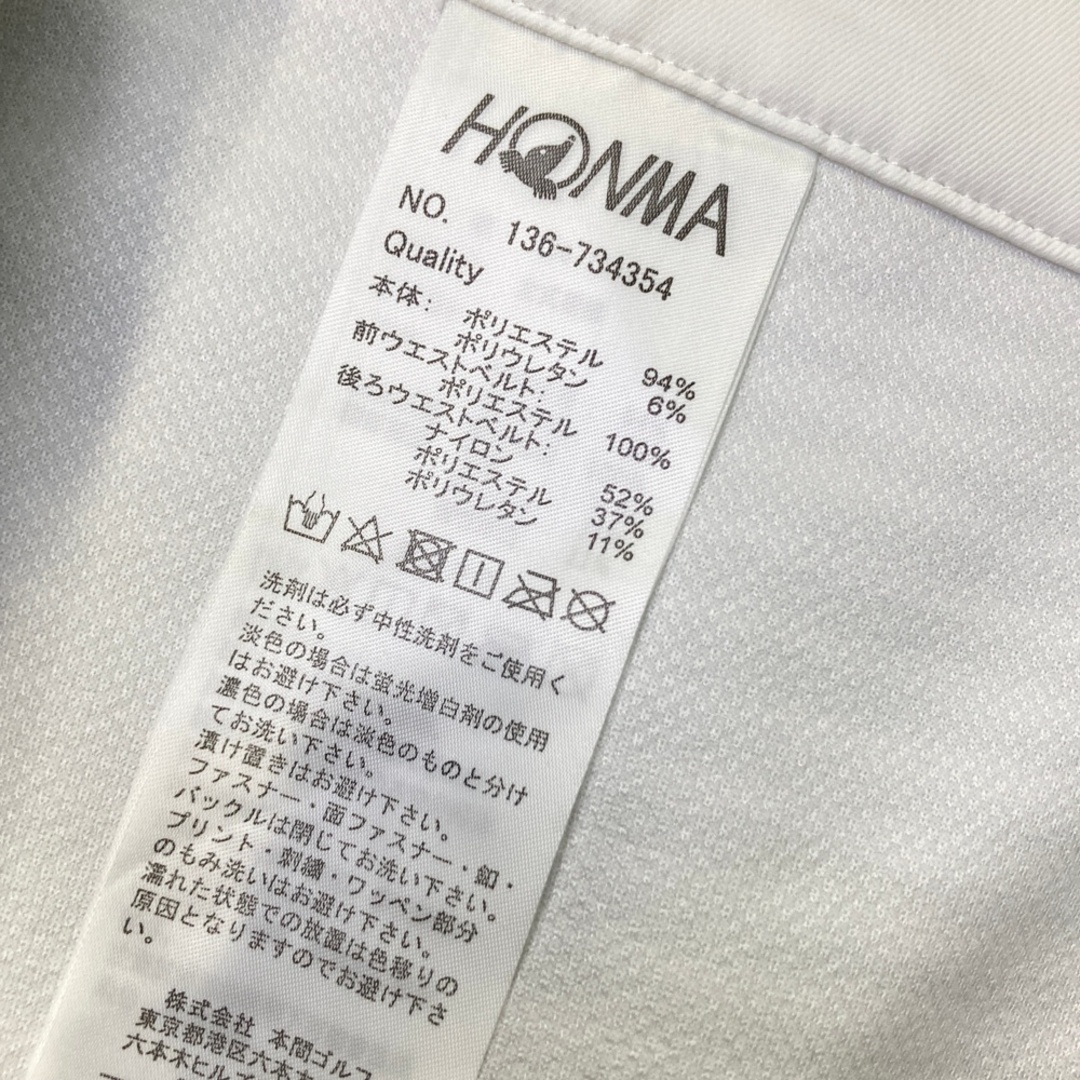 HONMA
NO. 136-734354
Quality
本体: ポリエステル 94%
ポリウレタン 6%
前ウエストベルト:
ポリエステル 100%
後ろウエストベルト:
ナイロン 52%
ポリエステル 37%
ポリウレタン 11%
洗剤は必ず中性洗剤をご使用く
ださい。
淡色の場合は蛍光増白剤の使用
はお避け下さい。
濃色の場合は淡色のものと分け
てお洗い下さい。
漬け置きはお避け下さい。
ファスナー・面ファスナー・釦・
バックルは閉じてお洗い下さい。
プリント・刺繍・ワッペン部分
のもみ洗いはお避け下さい。
濡れた状態での放置は色移りの
原因となりますのでお避け下さ
い。
株式会社 本間ゴルフ
東京都港区六本
六本木ヒル